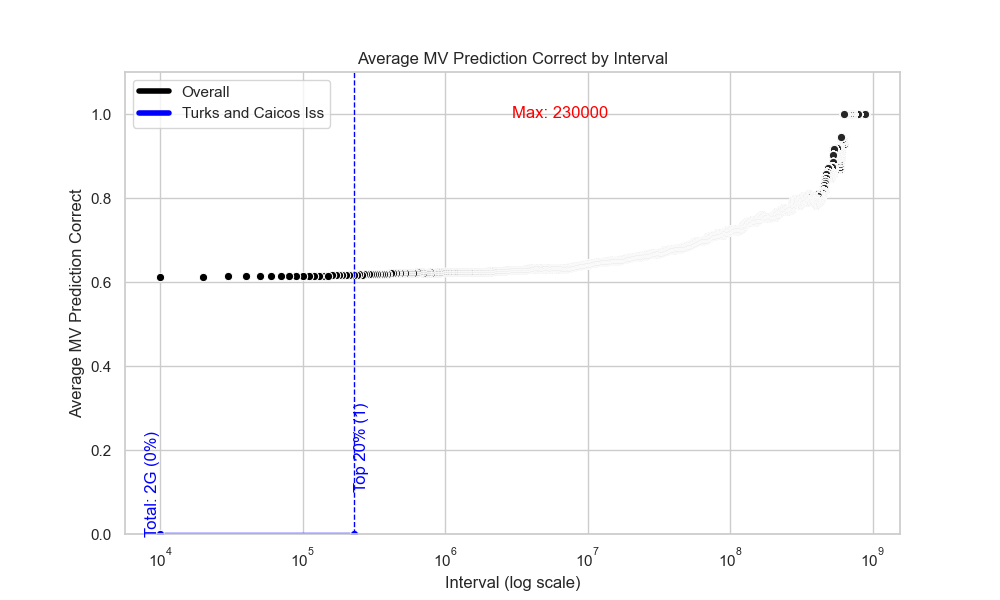 Average MV Prediction Correct by Interval
Overall
Turks and Caicos Iss
Max: 230000
Average MV Prediction Correct
1.0
0.8
0.6
0.4
0.2
0.0
Total: 2G (0%)
Top 20% (1)
10^4
10^5
10^6
10^7
10^8
10^9
Interval (log scale)